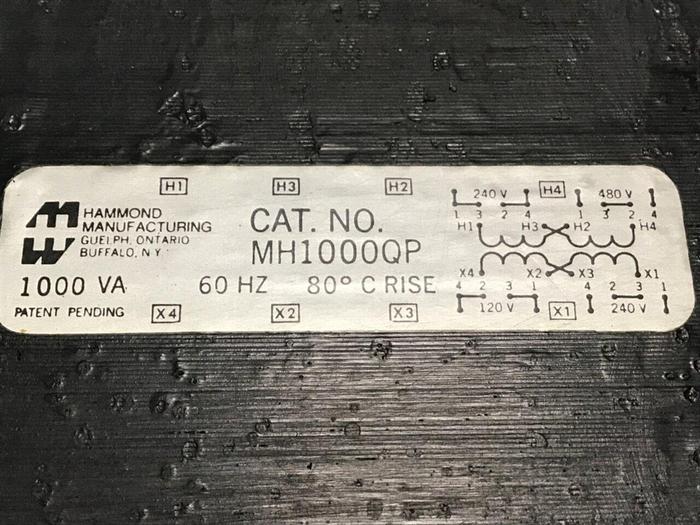 H1 H3 H2 H4
HAMMOND
MANUFACTURING
GUELPH, ONTARIO
BUFFALO, N.Y.
CAT. NO.
MH1000QP
1000 VA 60 HZ 80° C RISE
PATENT PENDING X4 X2 X3 X1
240 V 480 V
1 3 2 4 1 3 2 4
H1 H3 H2 H4
X4 X2 X3 X1
4 2 3 1 4 2 3 1
120 V 240 V